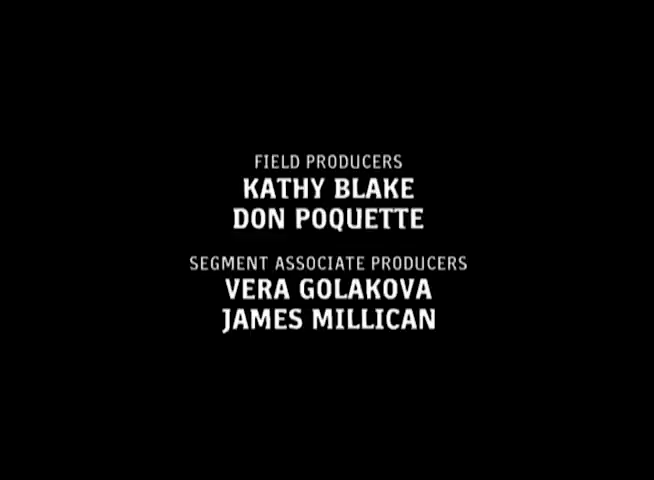 FIELD PRODUCERS
KATHY BLAKE
DON POQUETTE
SEGMENT ASSOCIATE PRODUCERS
VERA GOLAKOVA
JAMES MILLICAN